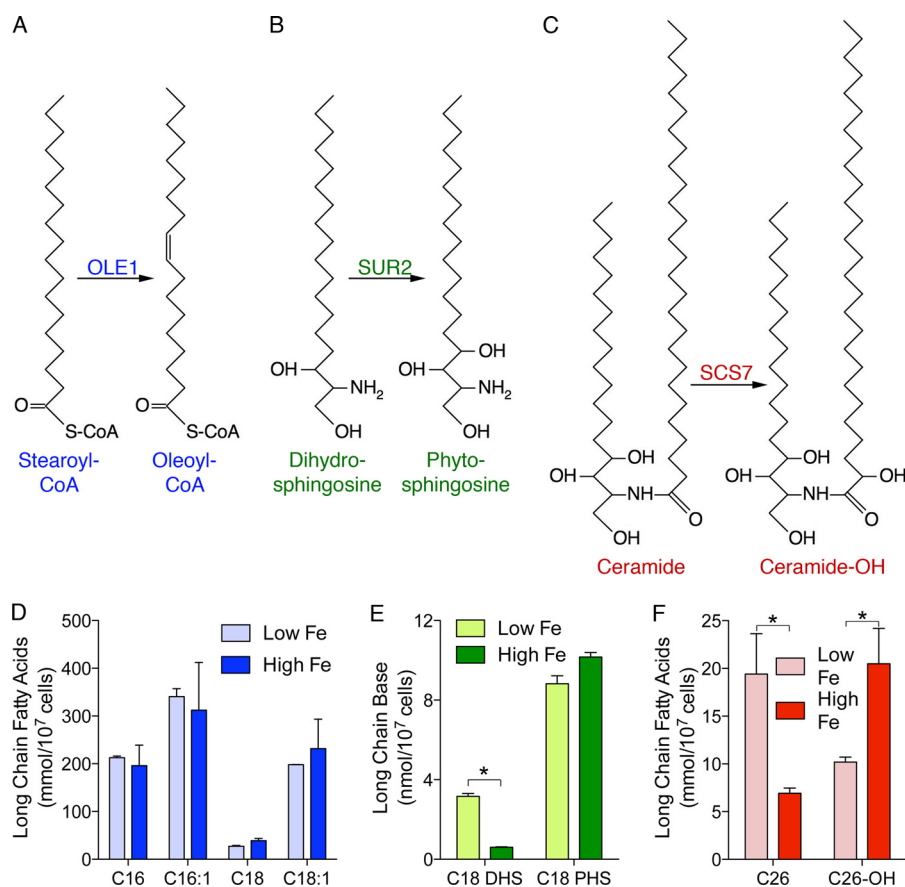 A
B
C
OLE1
O
S-CoA
O
S-CoA
Stearoyl-
CoA
Oleoyl-
CoA
SUR2
OH
NH2
OH
OH
OH
NH2
OH
Dihydro-
sphingosine
Phyto-
sphingosine
SCS7
OH
OH
NH
OH
O
Ceramide
OH
OH
NH
OH
OH
O
Ceramide-OH
D
Long Chain Fatty Acids
(mmol/10^7 cells)
500
400
300
200
100
0
Low Fe
High Fe
C16
C16:1
C18
C18:1
E
Long Chain Base
(nmol/10^7 cells)
12
9
6
3
0
Low Fe
High Fe
*
C18 DHS
C18 PHS
F
Long Chain Fatty Acids
(mmol/10^7 cells)
25
20
15
10
5
0
*
*
Low
Fe
High
Fe
C26
C26-OH